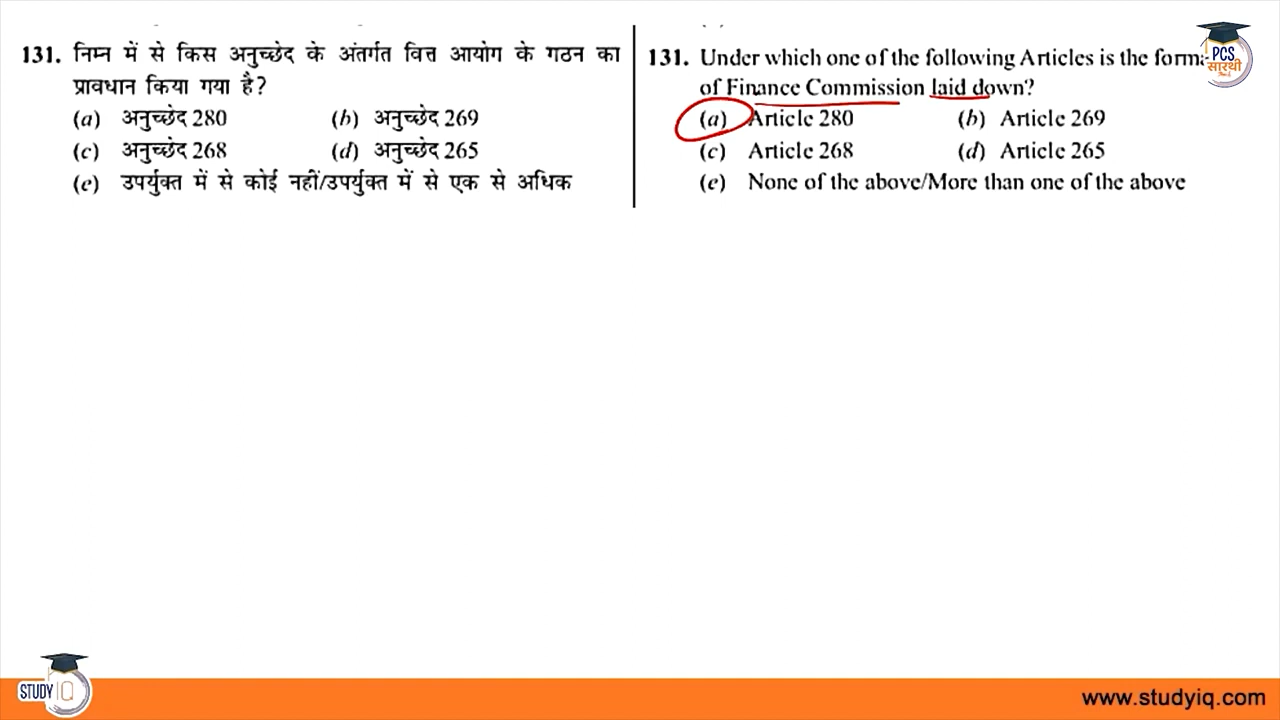 131. निम्न में से किस अनुच्छेद के अंतर्गत वित्त आयोग के गठन का
प्रावधान किया गया है?
(a) अनुच्छेद 280 (b) अनुच्छेद 269
(c) अनुच्छेद 268 (d) अनुच्छेद 265
(e) उपर्युक्त में से कोई नहीं/उपर्युक्त में से एक से अधिक
131. Under which one of the following Articles is the
of Finance Commission laid down?
(a) Article 280 (b) Article 269
(c) Article 268 (d) Article 265
(e) None of the above/More than one of the above
PCS
सारथी
STUDY IQ
www.studyiq.com